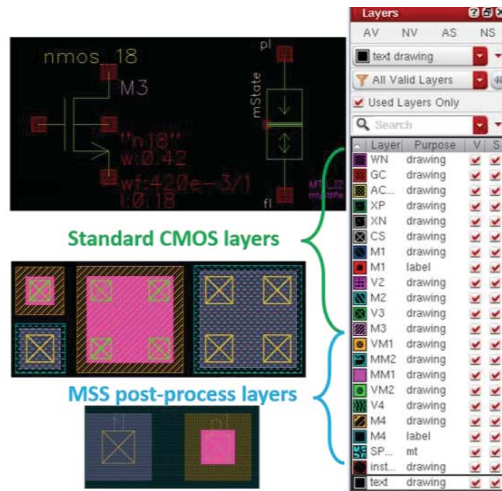 nmos_18
M3
"n18"
w:0.42
wf:420e-3/1
l:0.18
pl
mState
fl
Standard CMOS layers
MSS post-process layers
fl
pl
Layers
AV NV AS NS
text drawing
All Valid Layers
Used Layers Only
Search
Layer Purpose V S
WN drawing
GC drawing
AC... drawing
XP drawing
XN drawing
CS drawing
M1 drawing
M1 label
V2 drawing
M2 drawing
V3 drawing
M3 drawing
VM1 drawing
MM2 drawing
MM1 drawing
VM2 drawing
V4 drawing
M4 drawing
M4 label
SP... mt
inst... drawing
text drawing